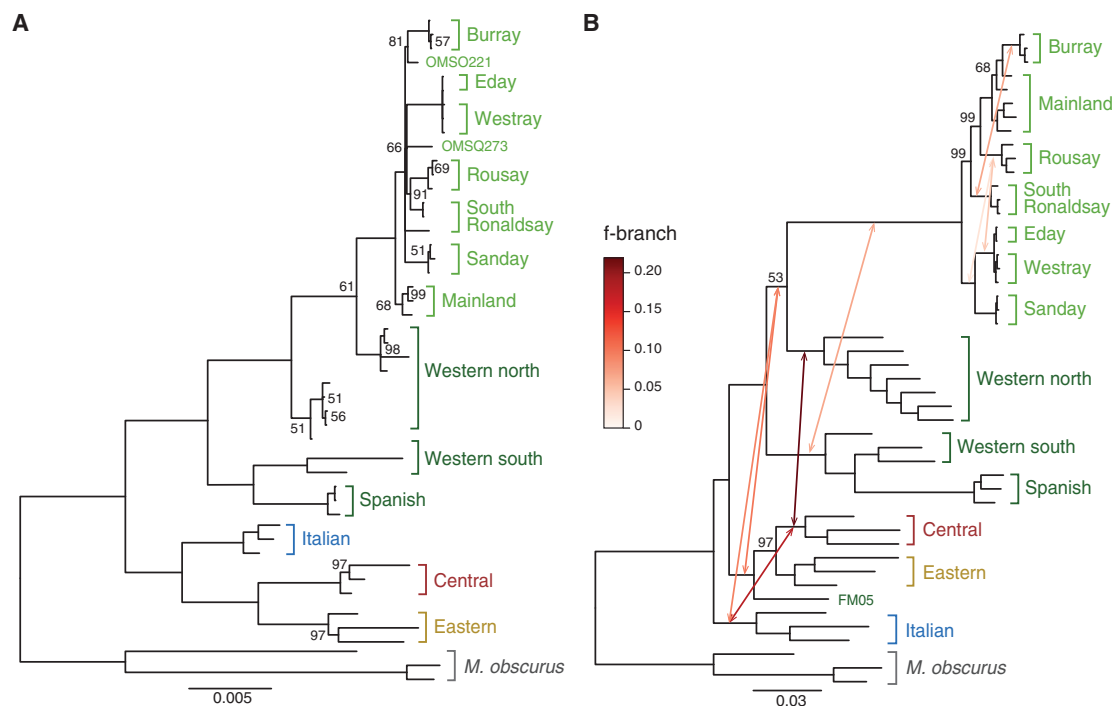 A
81
57
Burray
OMSO221
Eday
Westray
66
OMSQ273
69
Rousay
91
South
Ronaldsay
51
Sanday
61
99
68
Mainland
98
Western north
51
56
51
Western south
Spanish
Italian
97
Central
97
Eastern
M. obscurus
0.005
f-branch
0.20
0.15
0.10
0.05
0
B
Burray
68
Mainland
99
99
Rousay
South
Ronaldsay
Eday
Westray
53
Sanday
Western north
Western south
Spanish
97
Central
Eastern
FM05
Italian
M. obscurus
0.03